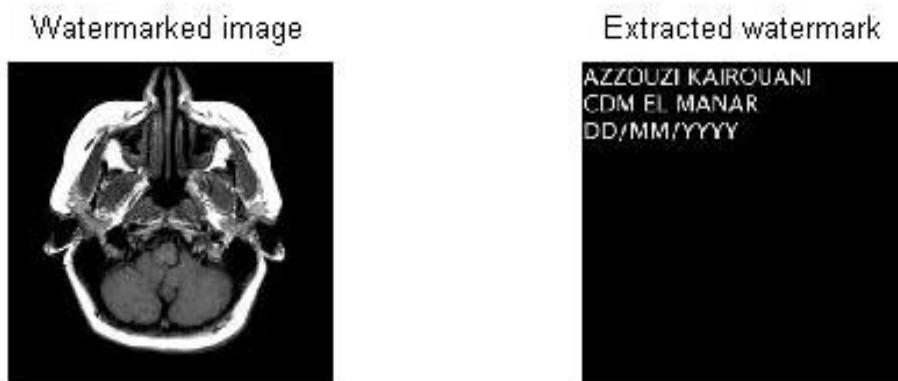 Watermarked image
Extracted watermark
AZZOUZI KAIROUANI
CDM EL MANAR
DD/MM/YYYY